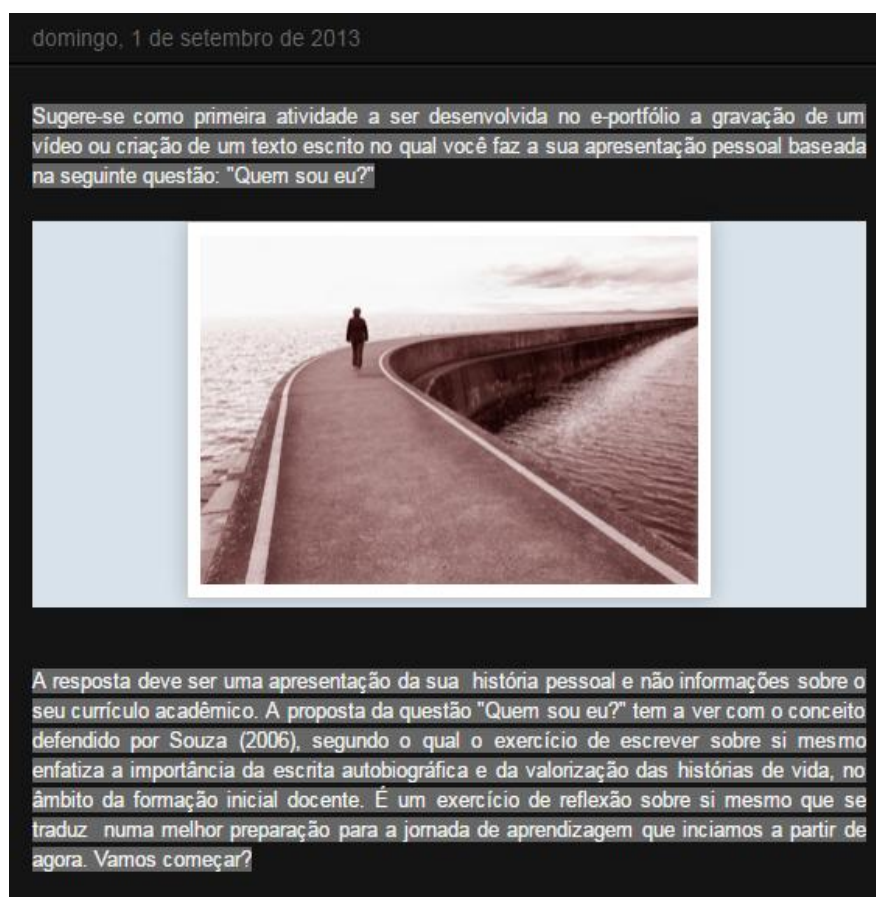 domingo, 1 de setembro de 2013
Sugere-se como primeira atividade a ser desenvolvida no e-portfólio a gravação de um
vídeo ou criação de um texto escrito no qual você faz a sua apresentação pessoal baseada
na seguinte questão: "Quem sou eu?"
A resposta deve ser uma apresentação da sua história pessoal e não informações sobre o
seu currículo acadêmico. A proposta da questão "Quem sou eu?" tem a ver com o conceito
defendido por Souza (2006), segundo o qual o exercício de escrever sobre si mesmo
enfatiza a importância da escrita autobiográfica e da valorização das histórias de vida, no
âmbito da formação inicial docente. É um exercício de reflexão sobre si mesmo que se
traduz numa melhor preparação para a jornada de aprendizagem que inciamos a partir de
agora. Vamos começar?